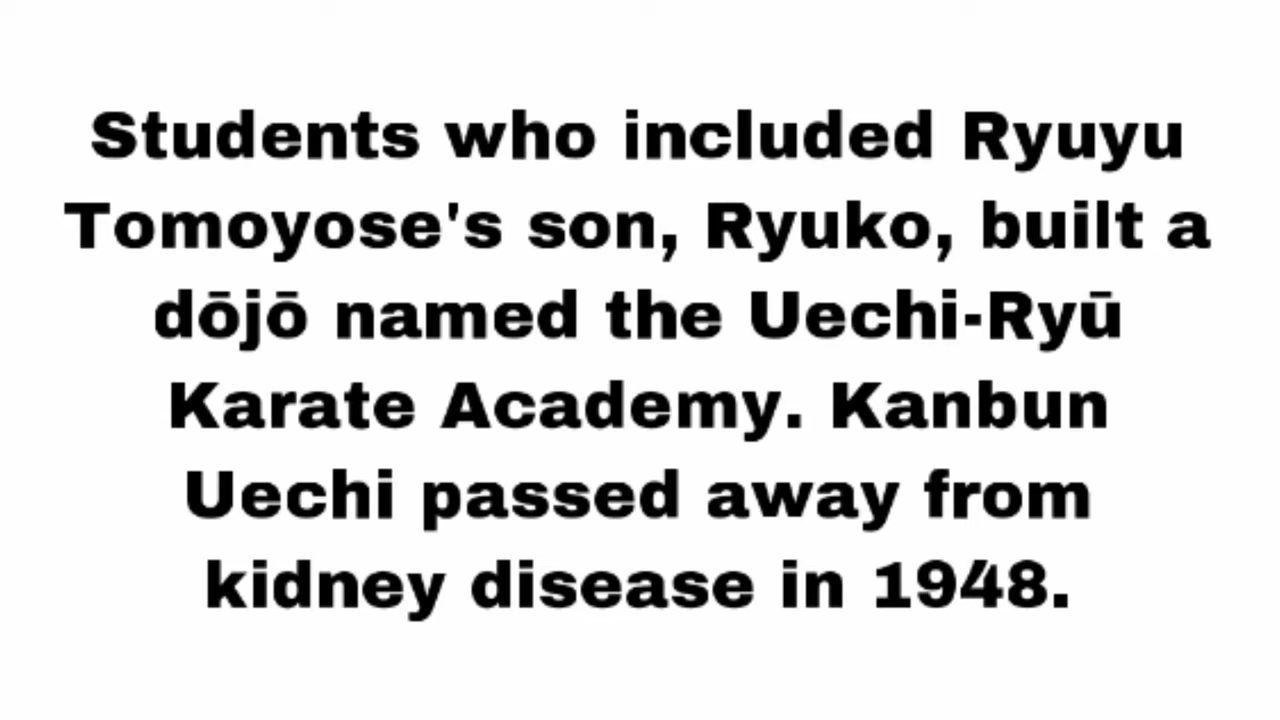 Students who included Ryuyu
Tomoyose's son, Ryuko, built a
dōjō named the Uechi-Ryū
Karate Academy. Kanbun
Uechi passed away from
kidney disease in 1948.